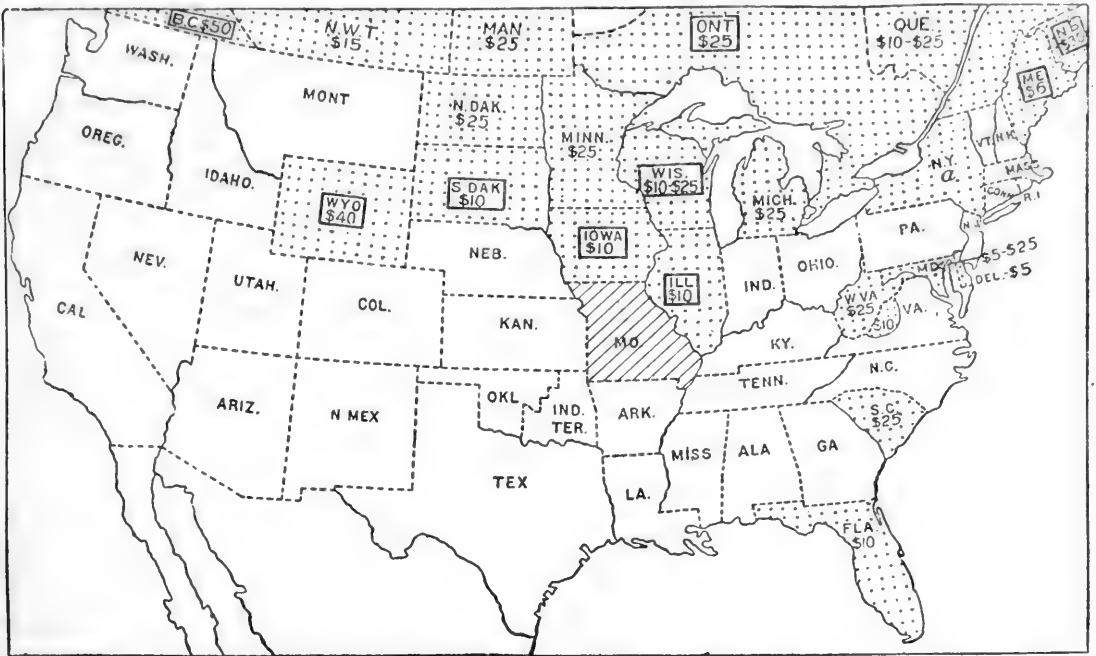 B.C $50
N.W.T.
$15
MAN
$25
ONT
$25
QUE
$10-$25
N.B.
ME
$5
WASH.
MONT
N.DAK.
$25
MINN.
$25
OREG.
IDAHO.
WYO
$40
S.DAK
$10
WIS.
$10-$25
MICH.
$25
N.Y.
a
VT.
N.H.
MASS.
CONN.
R.I
IOWA
$10
PA.
N.J.
NEV.
NEB.
ILL
$10
IND.
OHIO.
MD.
$5-$25
DEL.-$5
UTAH.
COL.
W.VA
$25
VA.
$10
CAL
KAN.
MO
KY.
ARIZ.
N MEX
OKL
IND.
TER.
ARK.
TENN.
N.C.
S.C.
$25
TEX
LA.
MISS
ALA
GA
FLA.
$10